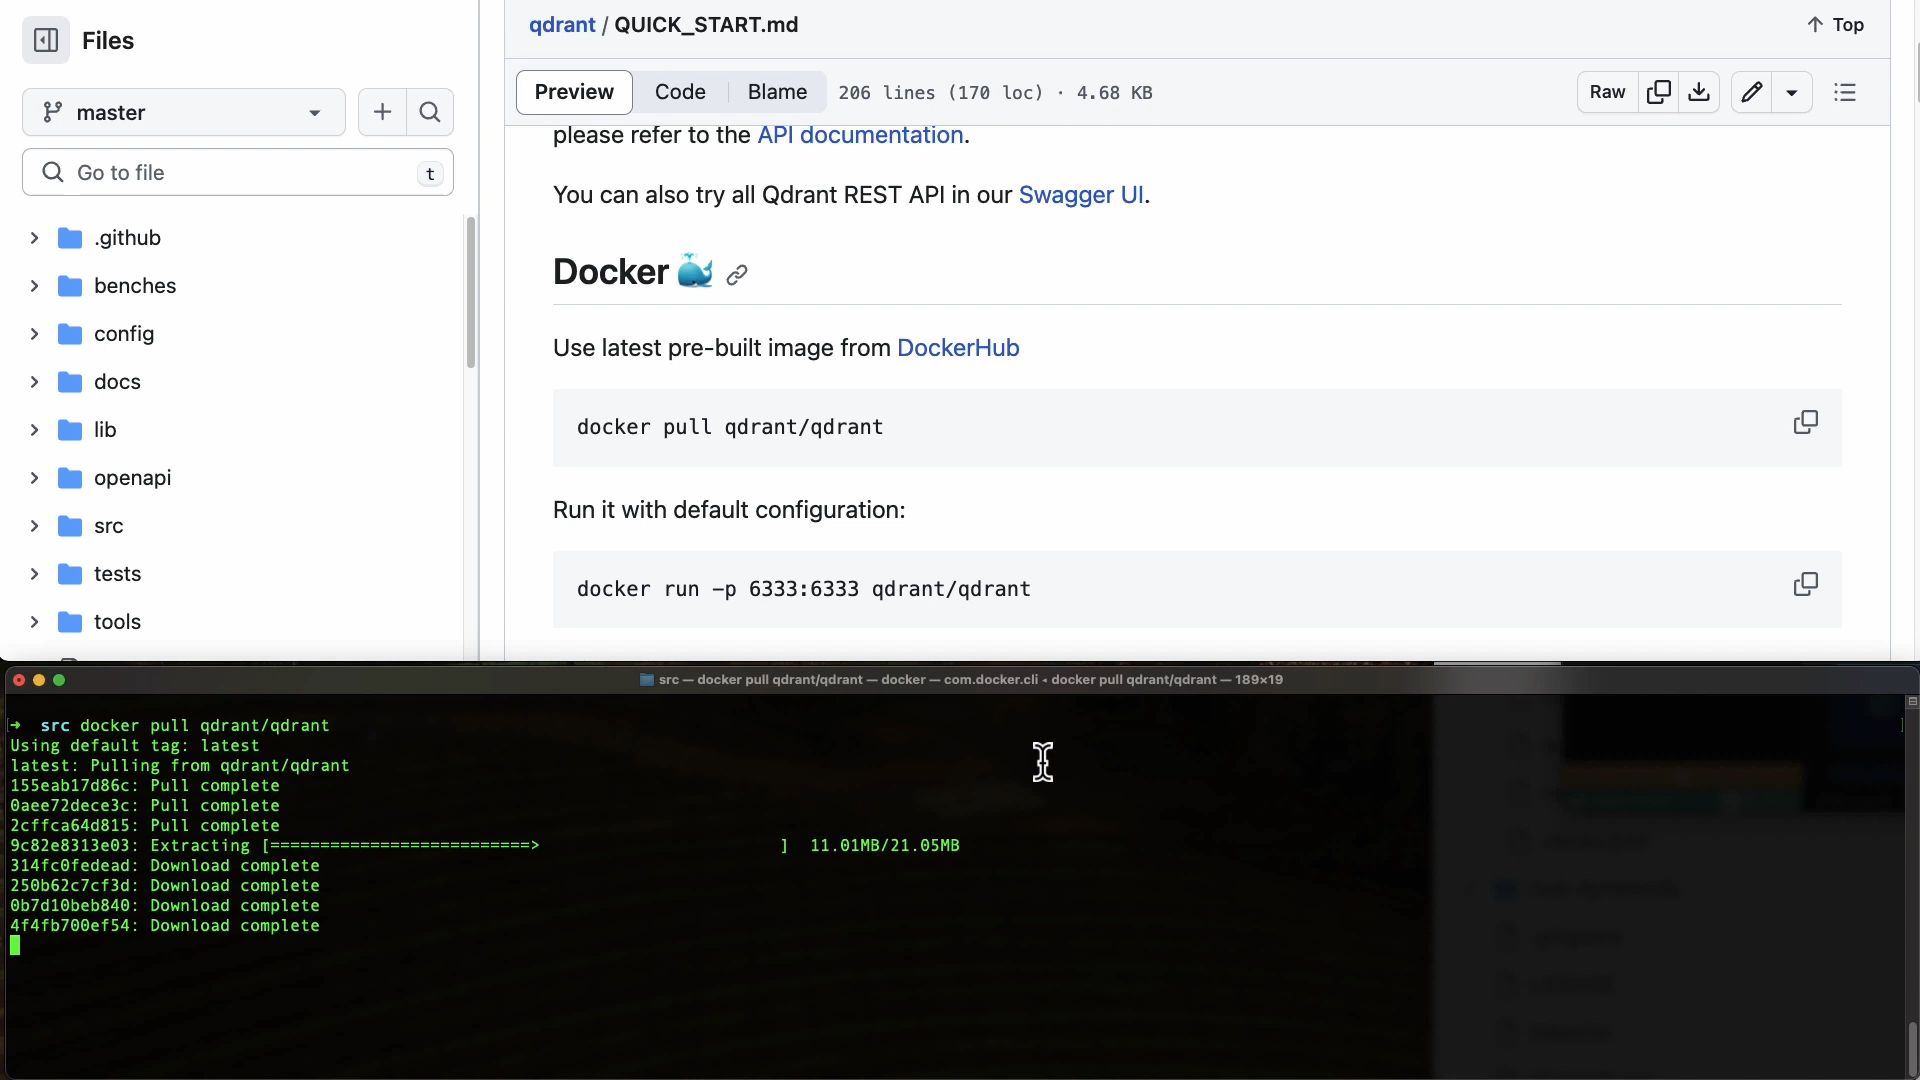 Files
master
Go to file
t
.github
benches
config
docs
lib
openapi
src
tests
tools
qdrant / QUICK_START.md
Top
Preview Code Blame 206 lines (170 loc) · 4.68 KB
Raw
please refer to the API documentation.
You can also try all Qdrant REST API in our Swagger UI.
Docker 🐳
Use latest pre-built image from DockerHub
docker pull qdrant/qdrant
Run it with default configuration:
docker run -p 6333:6333 qdrant/qdrant
src — docker pull qdrant/qdrant — docker — com.docker.cli ◂ docker pull qdrant/qdrant — 189×19
[➜ src docker pull qdrant/qdrant ]
Using default tag: latest
latest: Pulling from qdrant/qdrant
155eab17d86c: Pull complete
0aee72dece3c: Pull complete
2cffca64d815: Pull complete
9c82e8313e03: Extracting [==========================> ] 11.01MB/21.05MB
314fc0fedead: Download complete
250b62c7cf3d: Download complete
0b7d10beb840: Download complete
4f4fb700ef54: Download complete